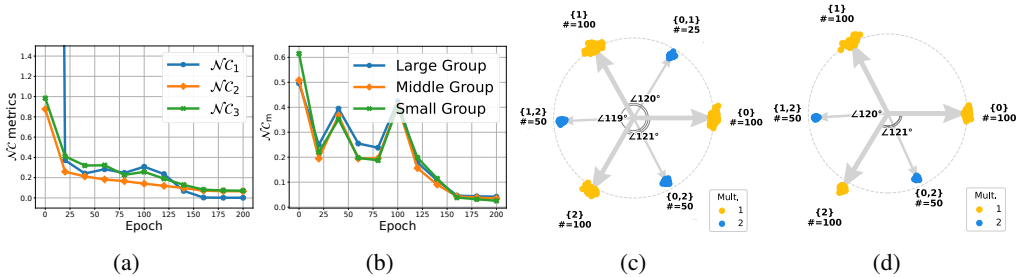 1.4
1.2
1.0
0.8
0.6
0.4
0.2
0.0
NC metrics
NC1
NC2
NC3
0 25 50 75 100 125 150 175 200
Epoch
(a)
0.6
0.5
0.4
0.3
0.2
0.1
0.0
NCm
Large Group
Middle Group
Small Group
0 25 50 75 100 125 150 175 200
Epoch
(b)
{1}
#=100
{0,1}
#=25
∠120°
{1,2}
#=50
∠119°
{0}
#=100
∠121°
{2}
#=100
{0,2}
#=50
Mult.
1
2
(c)
{1}
#=100
{1,2}
#=50
∠120°
{0}
#=100
∠121°
{2}
#=100
{0,2}
#=50
Mult.
1
2
(d)